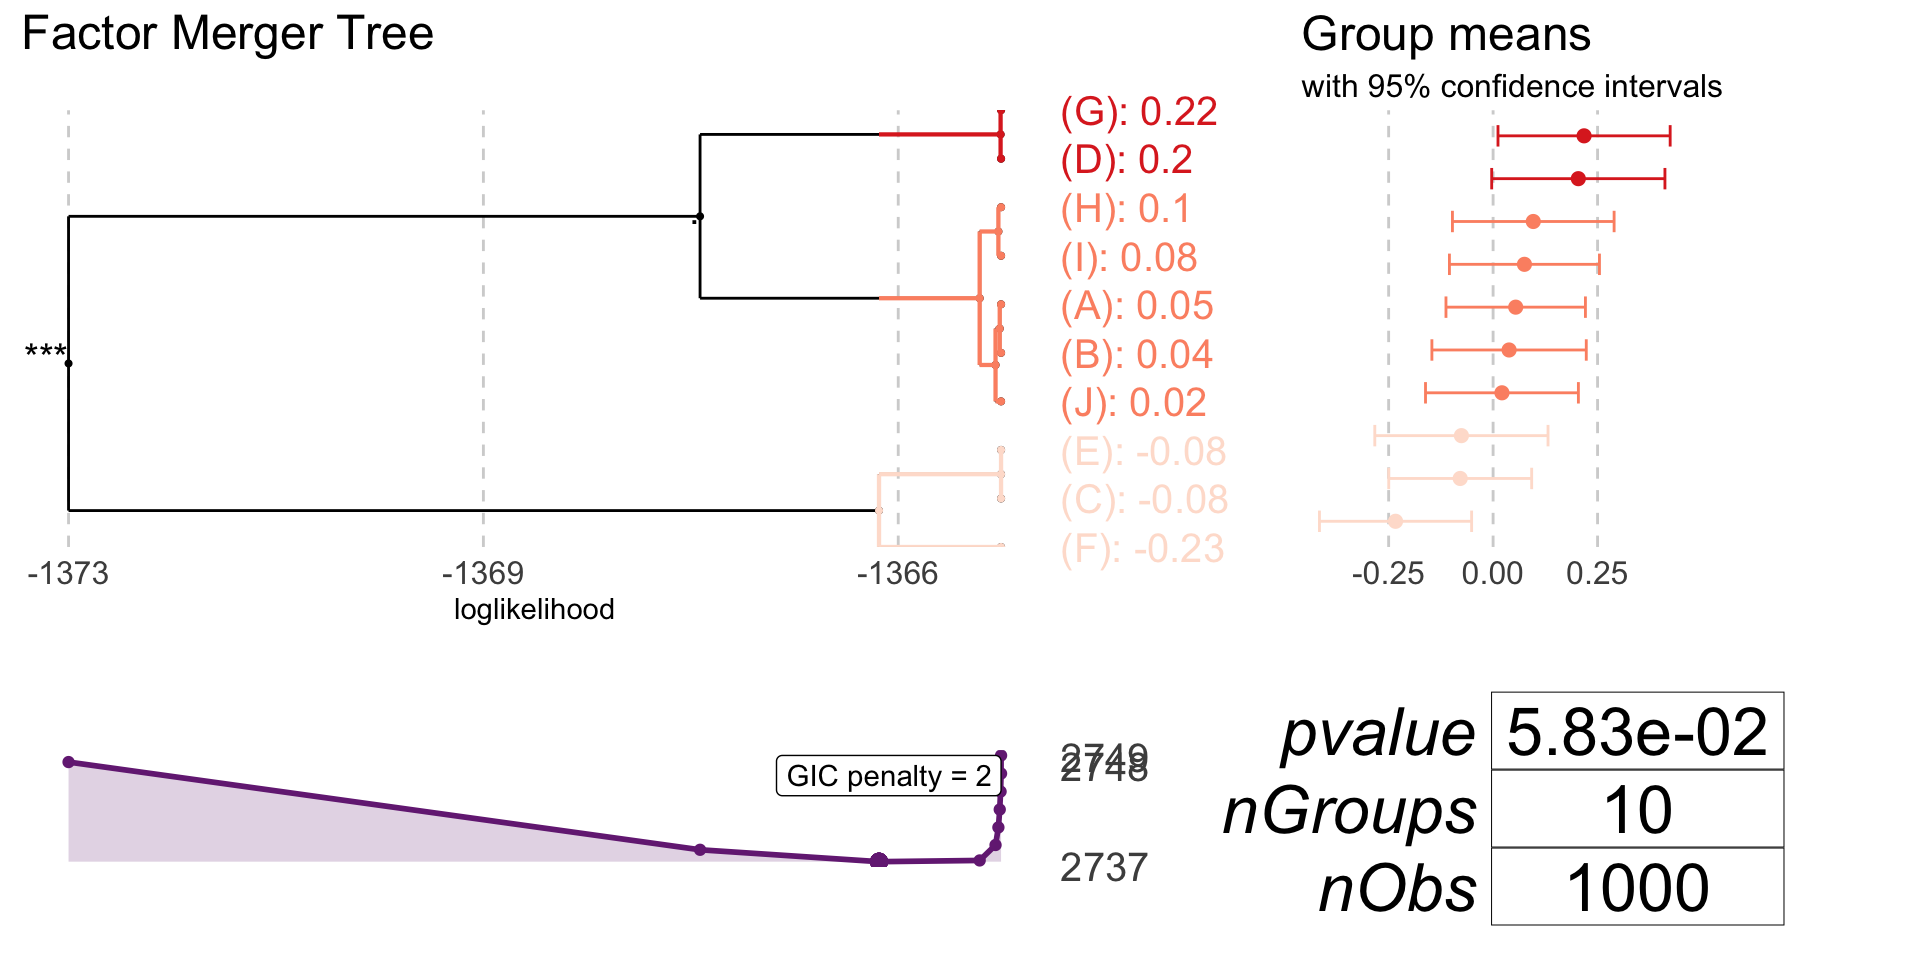 Factor Merger Tree
Group means
with 95% confidence intervals
(G): 0.22
(D): 0.2
(H): 0.1
(I): 0.08
(A): 0.05
(B): 0.04
(J): 0.02
(E): -0.08
(C): -0.08
(F): -0.23
***
.
-1373 -1369 -1366
loglikelihood
-0.25 0.00 0.25
GIC penalty = 2
2749
2748
2737
pvalue 5.83e-02
nGroups 10
nObs 1000